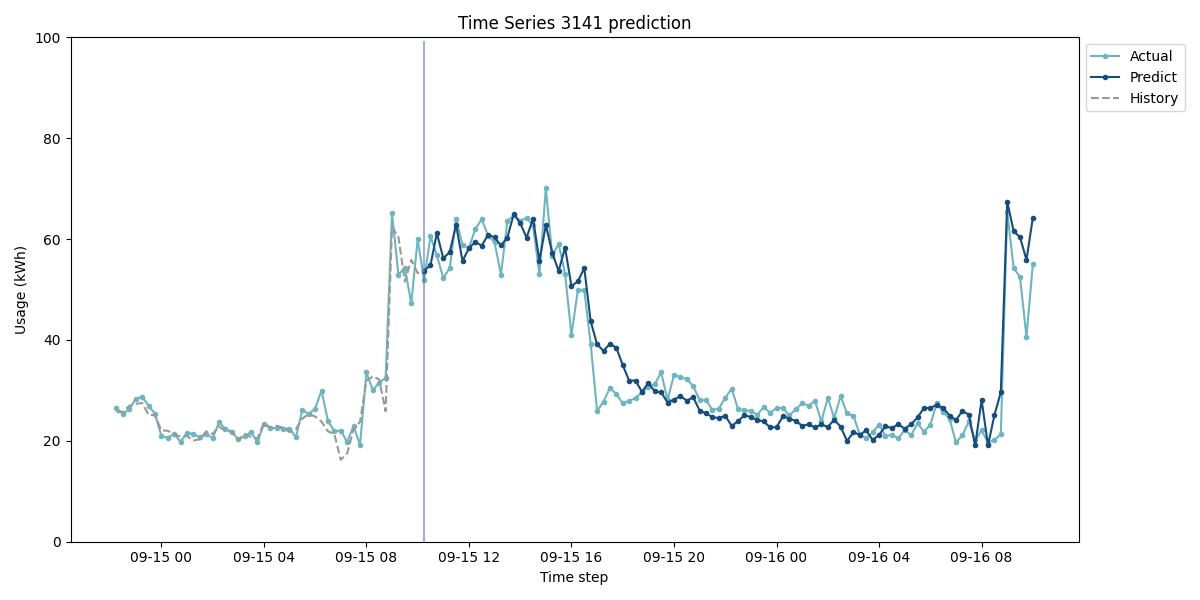 Time Series 3141 prediction
100
80
60
40
20
0
Usage (kWh)
09-15 00
09-15 04
09-15 08
09-15 12
09-15 16
09-15 20
09-16 00
09-16 04
09-16 08
Time step
Actual
Predict
History